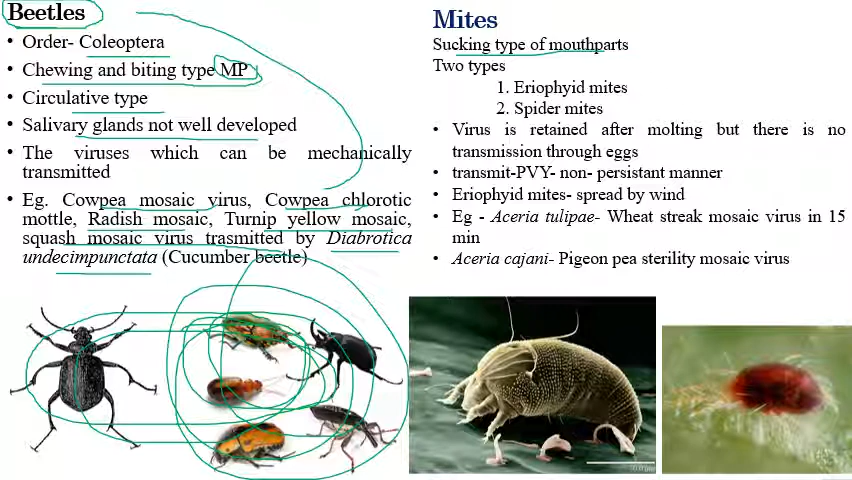 Beetles
• Order- Coleoptera
• Chewing and biting type MP
• Circulative type
• Salivary glands not well developed
• The viruses which can be mechanically
transmitted
• Eg. Cowpea mosaic virus, Cowpea chlorotic
mottle, Radish mosaic, Turnip yellow mosaic,
squash mosaic virus trasmitted by Diabrotica
undecimpunctata (Cucumber beetle)
Mites
Sucking type of mouthparts
Two types
1. Eriophyid mites
2. Spider mites
• Virus is retained after molting but there is no
transmission through eggs
• transmit-PVY- non- persistant manner
• Eriophyid mites- spread by wind
• Eg - Aceria tulipae- Wheat streak mosaic virus in 15
min
• Aceria cajani- Pigeon pea sterility mosaic virus